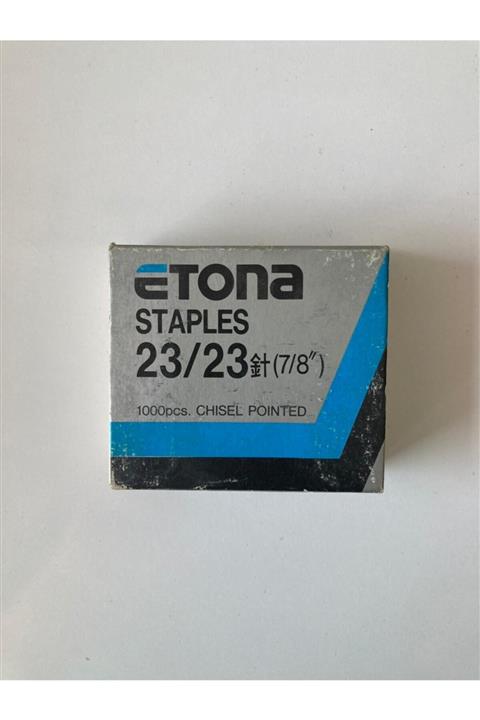 ETONA
STAPLES
23/23針(7/8")
1000pcs. CHISEL POINTED